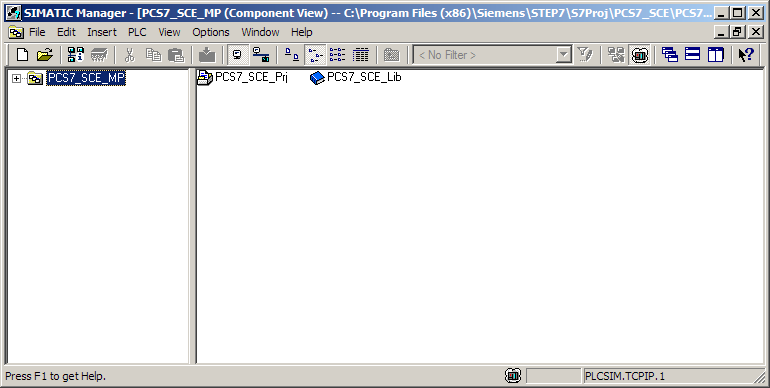 SIMATIC Manager - [PCS7_SCE_MP (Component View) -- C:\Program Files (x86)\Siemens\STEP7\S7Proj\PCS7_SCE\PCS7...
File Edit Insert PLC View Options Window Help
< No Filter >
PCS7_SCE_MP
PCS7_SCE_Prj PCS7_SCE_Lib
Press F1 to get Help. PLCSIM.TCPIP.1